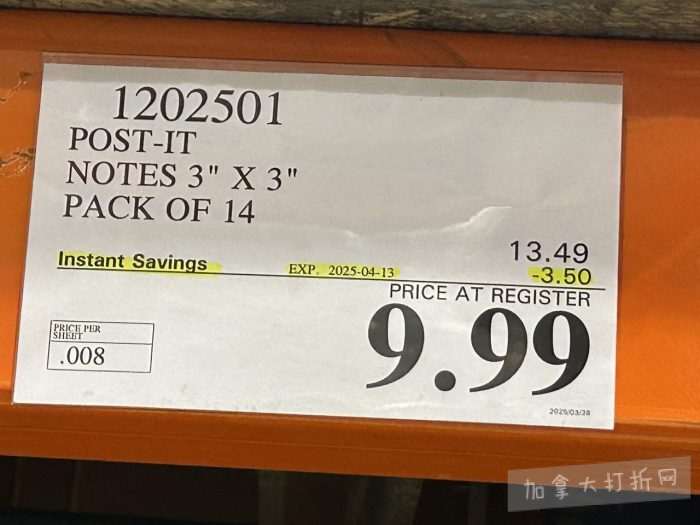 1202501
POST-IT
NOTES 3" X 3"
PACK OF 14
13.49
Instant Savings EXP. 2025-04-13 -3.50
PRICE AT REGISTER
9.99
PRICE PER
SHEET
.008
2025/03/28
加拿大打折网